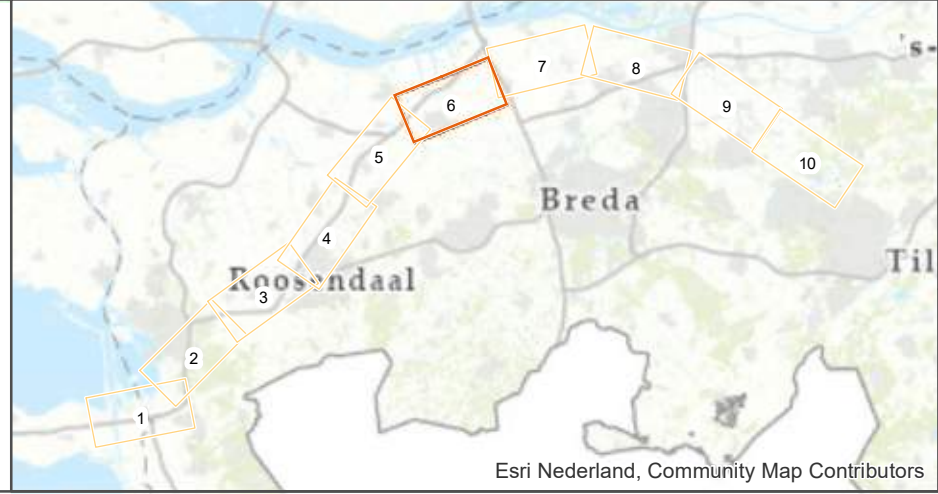 's-
7
8
6
9
5
10
Breda
4
Til
Roosendaal
3
2
1
Esri Nederland, Community Map Contributors